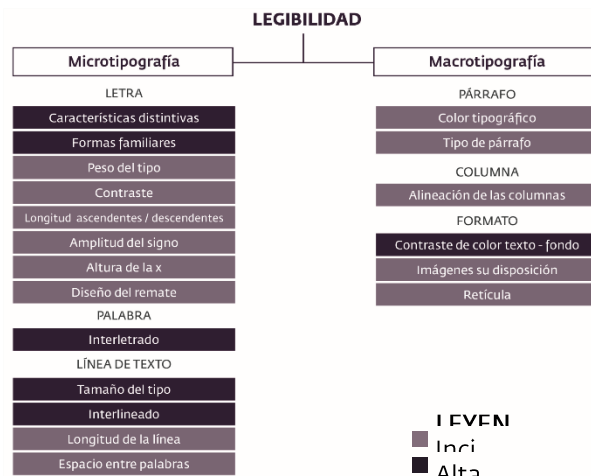 LEGIBILIDAD
Microtipografía
LETRA
Características distintivas
Formas familiares
Peso del tipo
Contraste
Longitud ascendentes / descendentes
Amplitud del signo
Altura de la x
Diseño del remate
PALABRA
Interletrado
LÍNEA DE TEXTO
Tamaño del tipo
Interlineado
Longitud de la línea
Espacio entre palabras
Macrotipografía
PÁRRAFO
Color tipográfico
Tipo de párrafo
COLUMNA
Alineación de las columnas
FORMATO
Contraste de color texto - fondo
Imágenes su disposición
Retícula
LEYEN
Inci
Alta